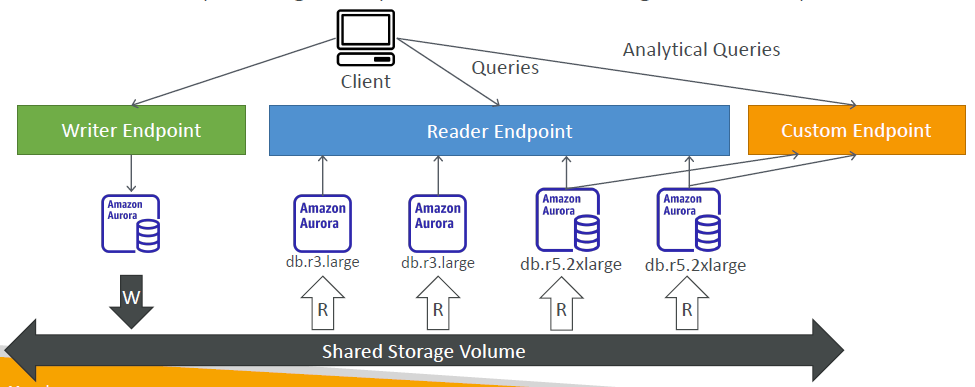 Client
Queries
Analytical Queries
Writer Endpoint
Reader Endpoint
Custom Endpoint
Amazon
Aurora
Amazon
Aurora
Amazon
Aurora
Amazon
Aurora
Amazon
Aurora
db.r3.large
db.r3.large
db.r5.2xlarge
db.r5.2xlarge
W
R
R
R
R
Shared Storage Volume